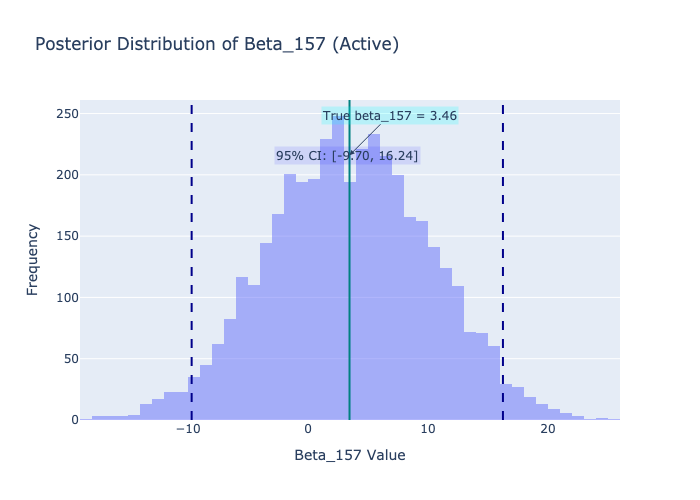 Posterior Distribution of Beta_157 (Active)
250
True beta_157 = 3.46
95% CI: [-9.70, 16.24]
200
150
100
50
0
Frequency
−10
0
10
20
Beta_157 Value